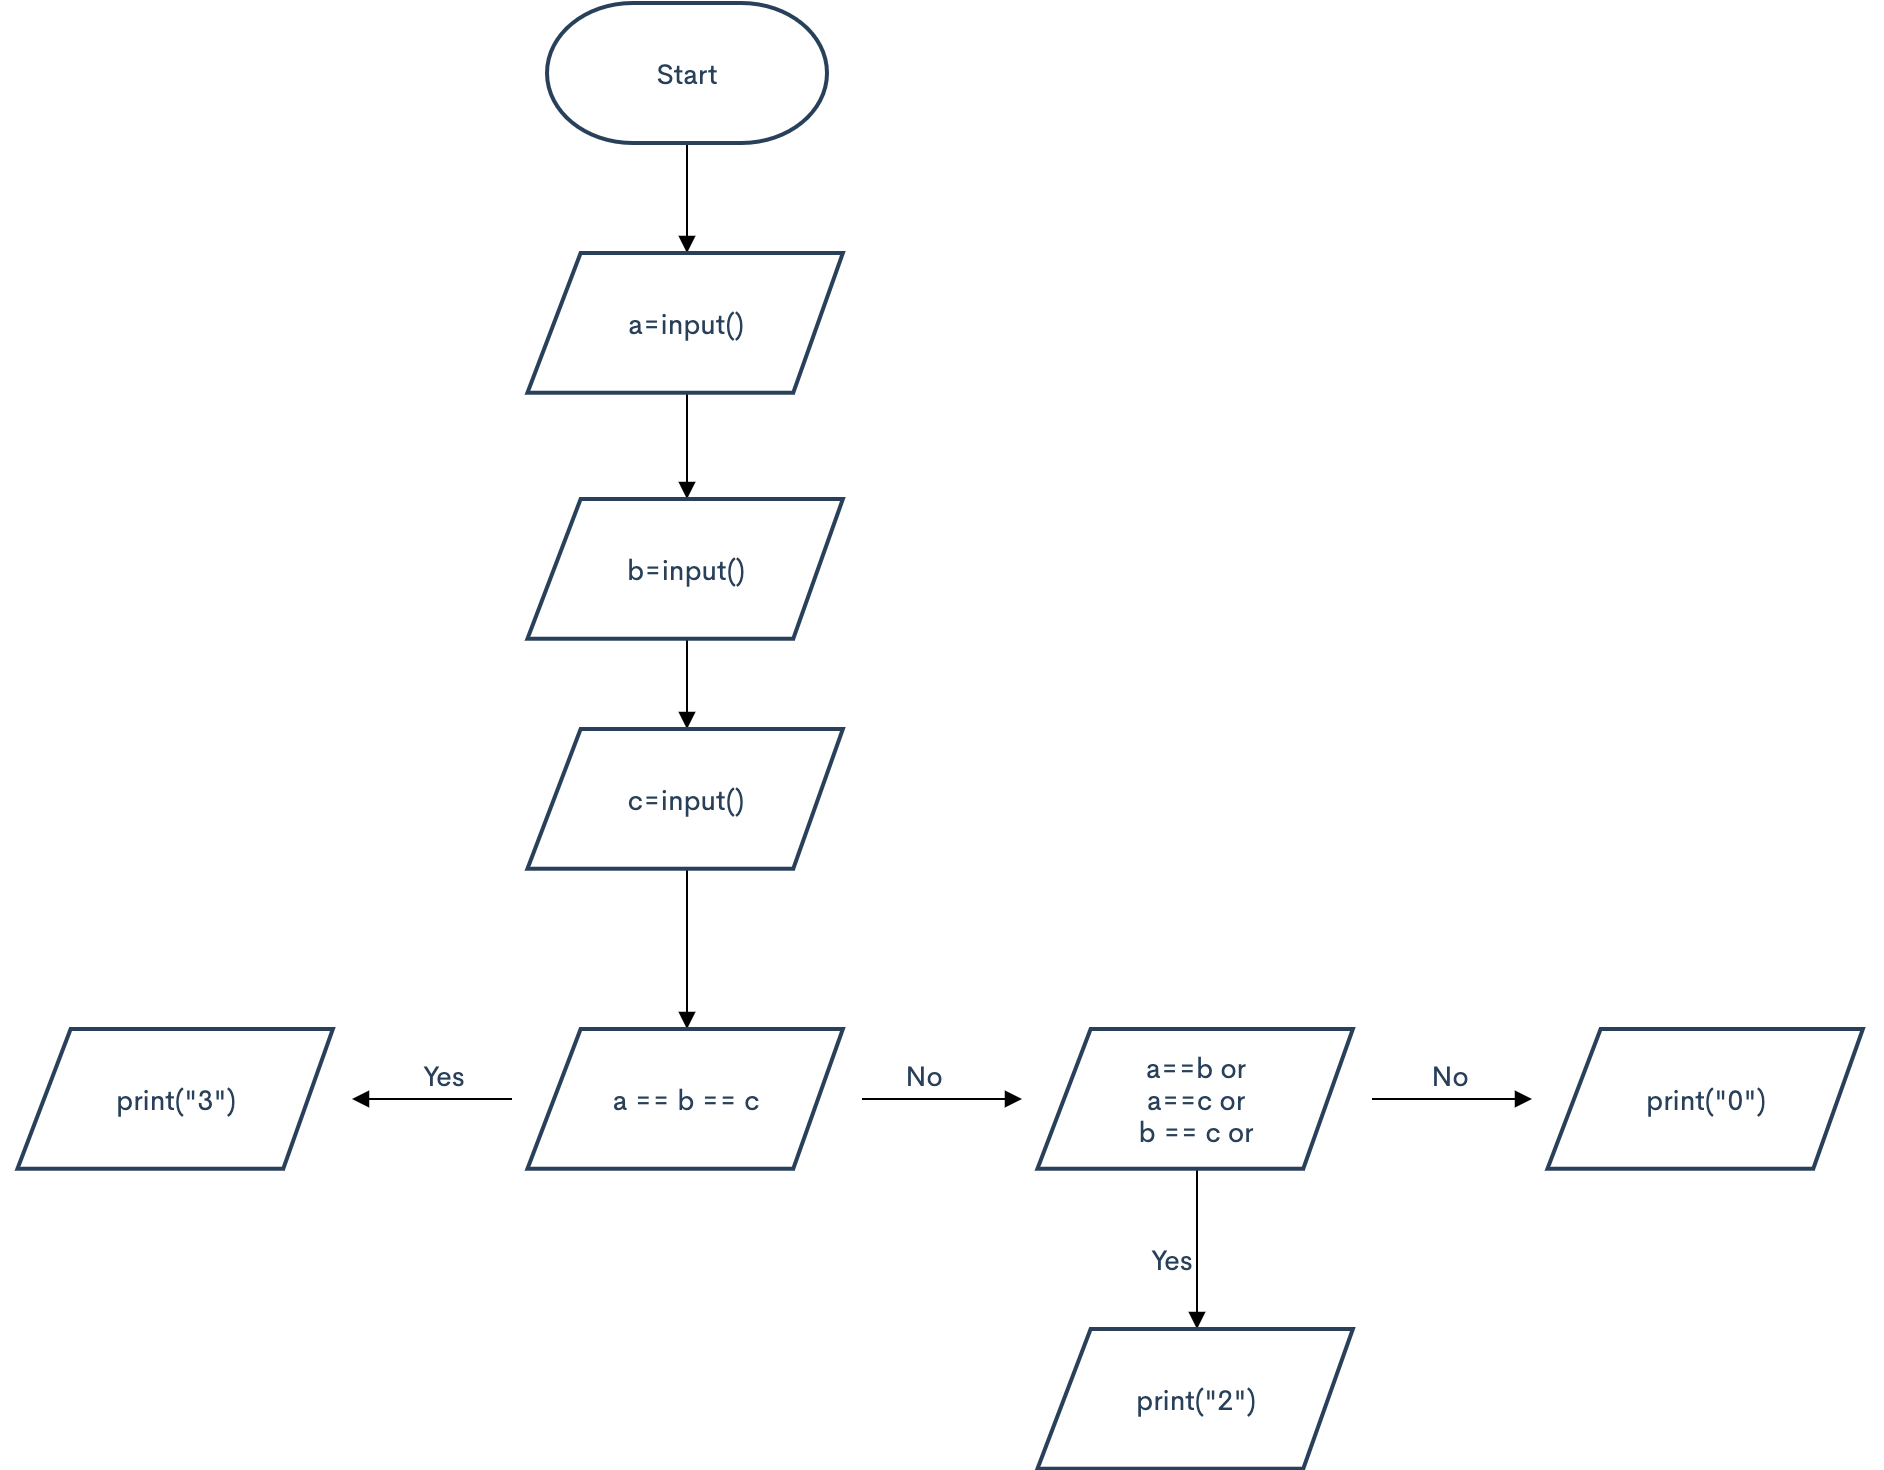 Start
a=input()
b=input()
c=input()
print("3")
Yes
a == b == c
No
a==b or
a==c or
b == c or
No
print("0")
Yes
print("2")